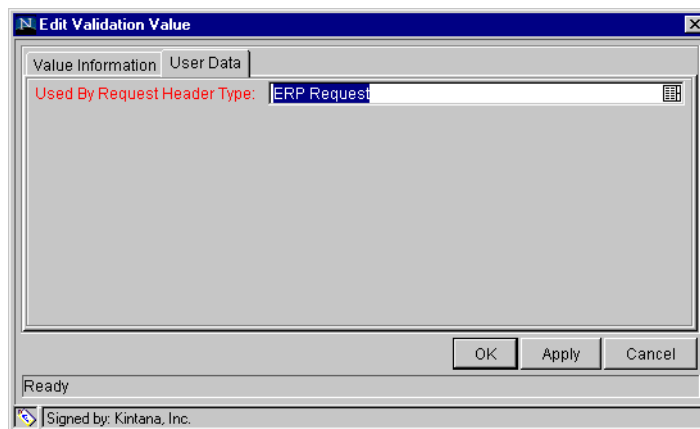 Edit Validation Value
Value Information User Data
Used By Request Header Type: ERP Request
OK Apply Cancel
Ready
Signed by: Kintana, Inc.